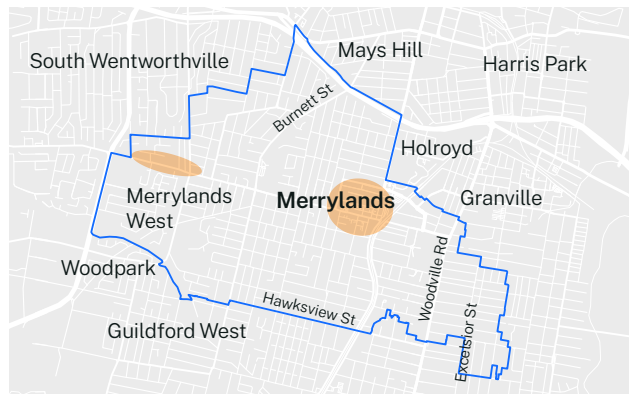 Mays Hill
South Wentworthville
Harris Park
Burnett St
Holroyd
Merrylands
West
Merrylands
Granville
Woodville Rd
Woodpark
Hawksview St
Excelsior St
Guildford West